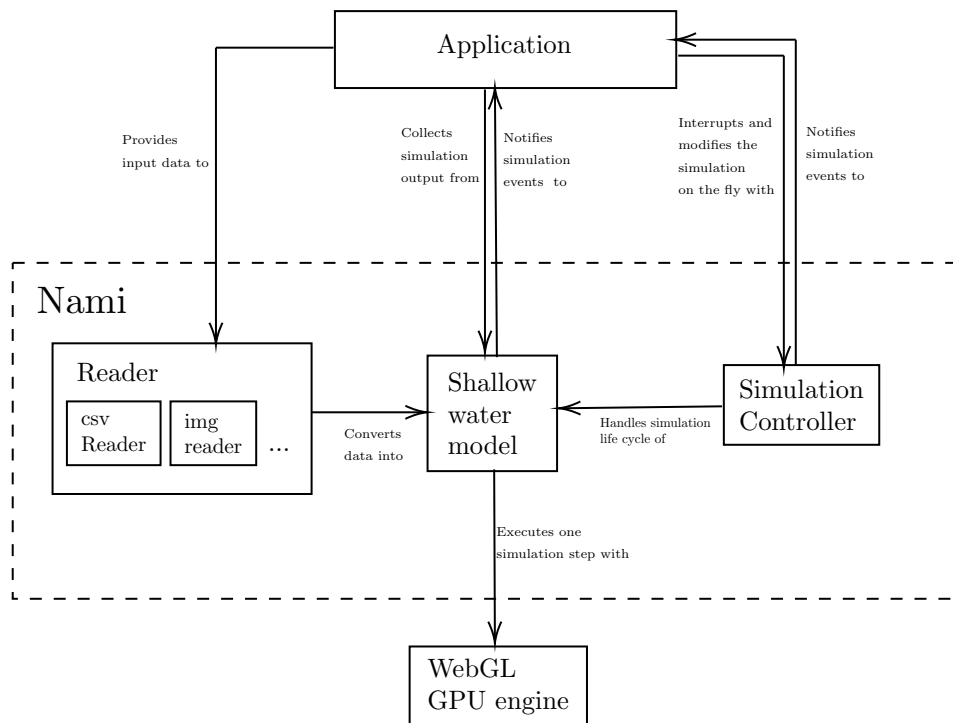 Application
Provides
input data to
Collects
simulation
output from
Notifies
simulation
events to
Interrupts and
modifies the
simulation
on the fly with
Notifies
simulation
events to
Nami
Reader
csv
Reader
img
reader
...
Converts
data into
Shallow
water
model
Handles simulation
life cycle of
Simulation
Controller
Executes one
simulation step with
WebGL
GPU engine